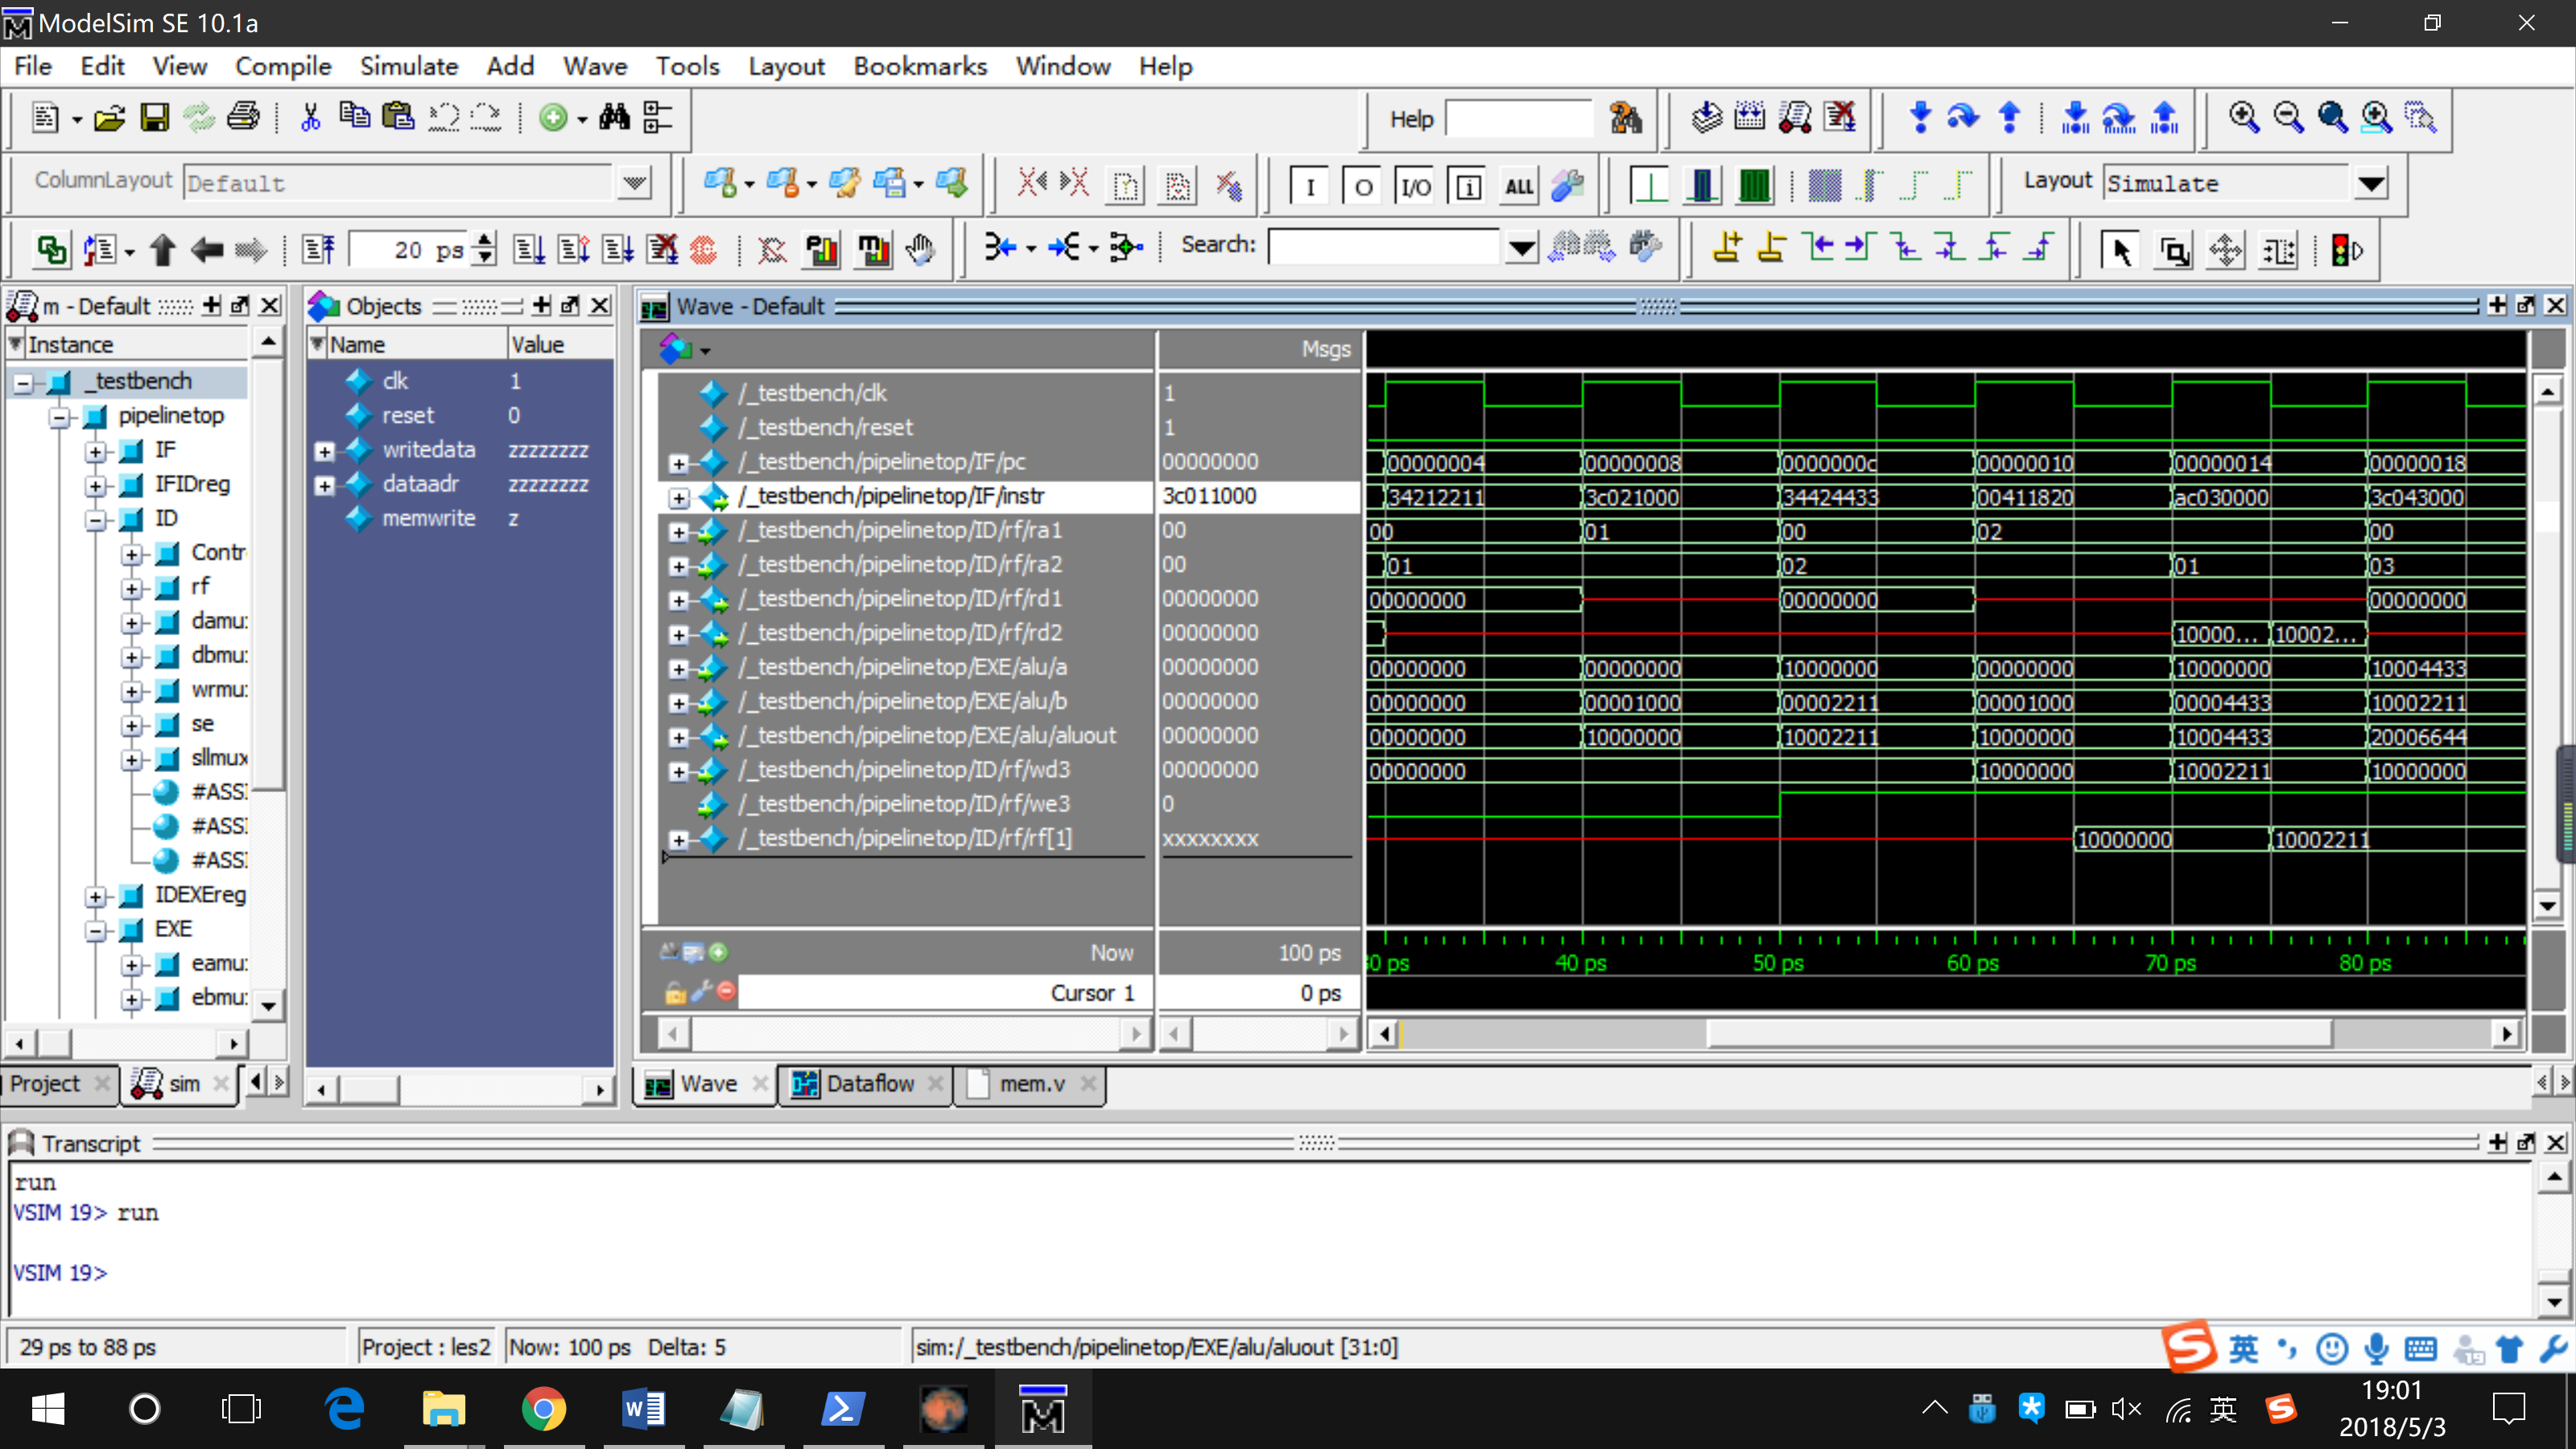 ModelSim SE 10.1a
File Edit View Compile Simulate Add Wave Tools Layout Bookmarks Window Help
Help
ColumnLayout Default
I O I/O i ALL
Layout Simulate
20 ps
Search:
m - Default
Instance
_testbench
pipelinetop
IF
IFIDreg
ID
Contr
rf
damu
dbmu
wrmu
se
sllmux
#ASSI
#ASSI
#ASSI
IDEXEreg
EXE
eamu
ebmu
Project sim
Objects
Name Value
clk 1
reset 0
writedata zzzzzzzz
dataadr zzzzzzzz
memwrite z
Wave - Default
Msgs
/_testbench/clk 1
/_testbench/reset 1
/_testbench/pipelinetop/IF/pc 00000000 00000004 00000008 0000000c 00000010 00000014 00000018
/_testbench/pipelinetop/IF/instr 3c011000 34212211 3c021000 34424433 00411820 ac030000 3c043000
/_testbench/pipelinetop/ID/rf/ra1 00 00 01 00 02 00
/_testbench/pipelinetop/ID/rf/ra2 00 01 02 01 03
/_testbench/pipelinetop/ID/rf/rd1 00000000 00000000 00000000 00000000
/_testbench/pipelinetop/ID/rf/rd2 00000000 10000... 10002...
/_testbench/pipelinetop/EXE/alu/a 00000000 00000000 00000000 10000000 00000000 10000000 10004433
/_testbench/pipelinetop/EXE/alu/b 00000000 00000000 00001000 00002211 00001000 00004433 10002211
/_testbench/pipelinetop/EXE/alu/aluout 00000000 00000000 10000000 10002211 10000000 10004433 20006644
/_testbench/pipelinetop/ID/rf/wd3 00000000 00000000 10000000 10002211 10000000
/_testbench/pipelinetop/ID/rf/we3 0
/_testbench/pipelinetop/ID/rf/rf[1] xxxxxxxx 10000000 10002211
Now 100 ps
0 ps 40 ps 50 ps 60 ps 70 ps 80 ps
Cursor 1 0 ps
Wave Dataflow mem.v
Transcript
run
VSIM 19> run
VSIM 19>
29 ps to 88 ps Project : les2 Now: 100 ps Delta: 5 sim:/_testbench/pipelinetop/EXE/alu/aluout [31:0]
英
英
19:01
2018/5/3